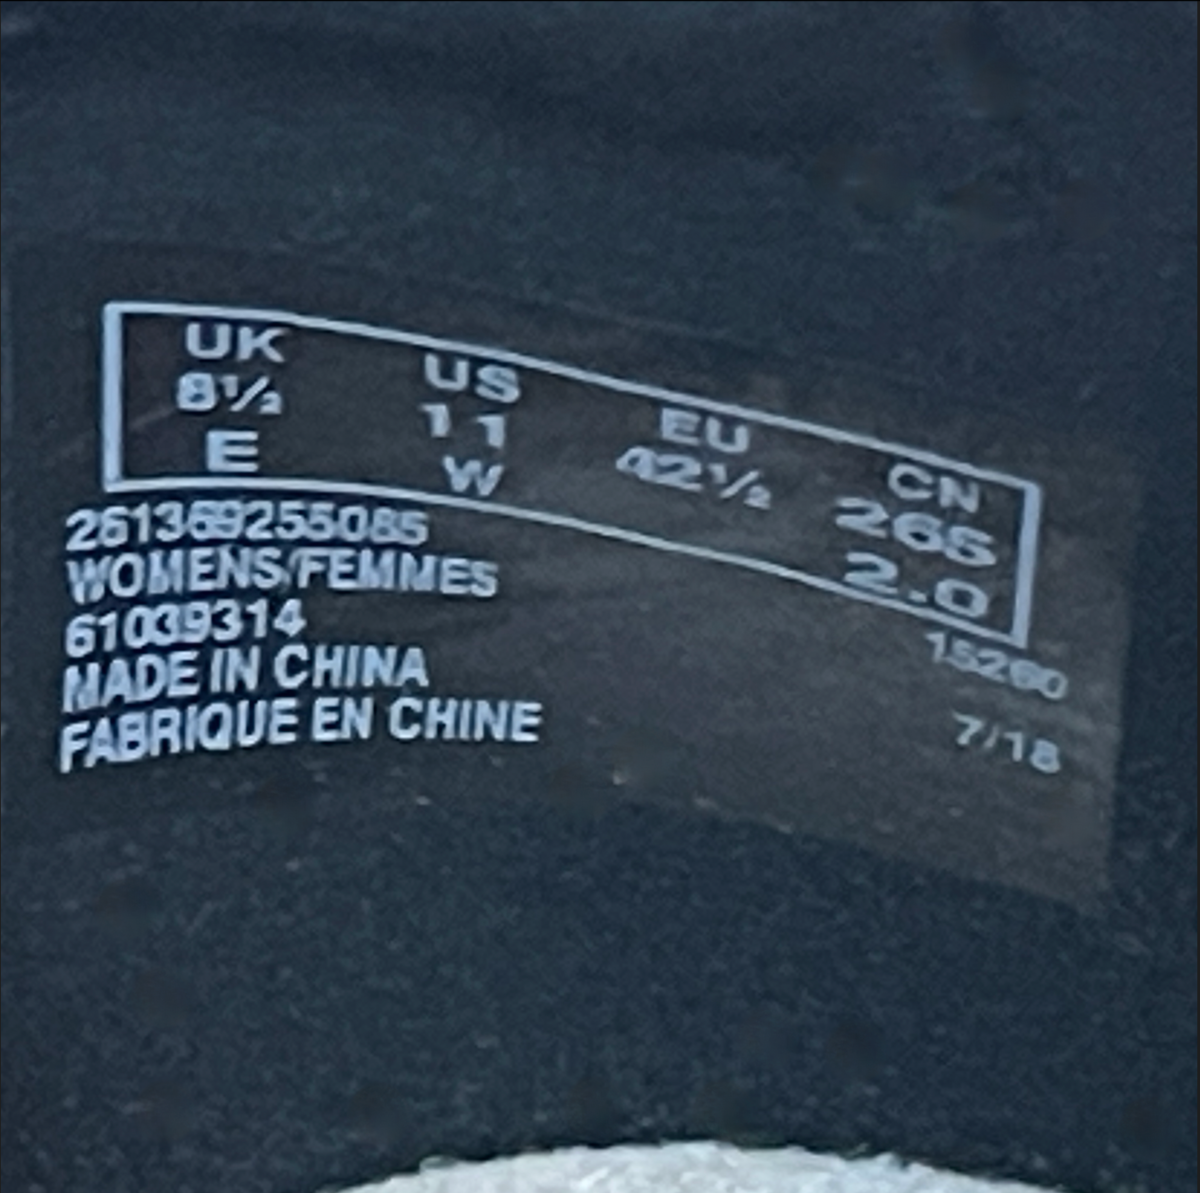 UK US EU CN
8½ 11 42½ 265
E W 2.0
261369255085
WOMENS/FEMMES
61039314
MADE IN CHINA
FABRIQUE EN CHINE
15260
7/18